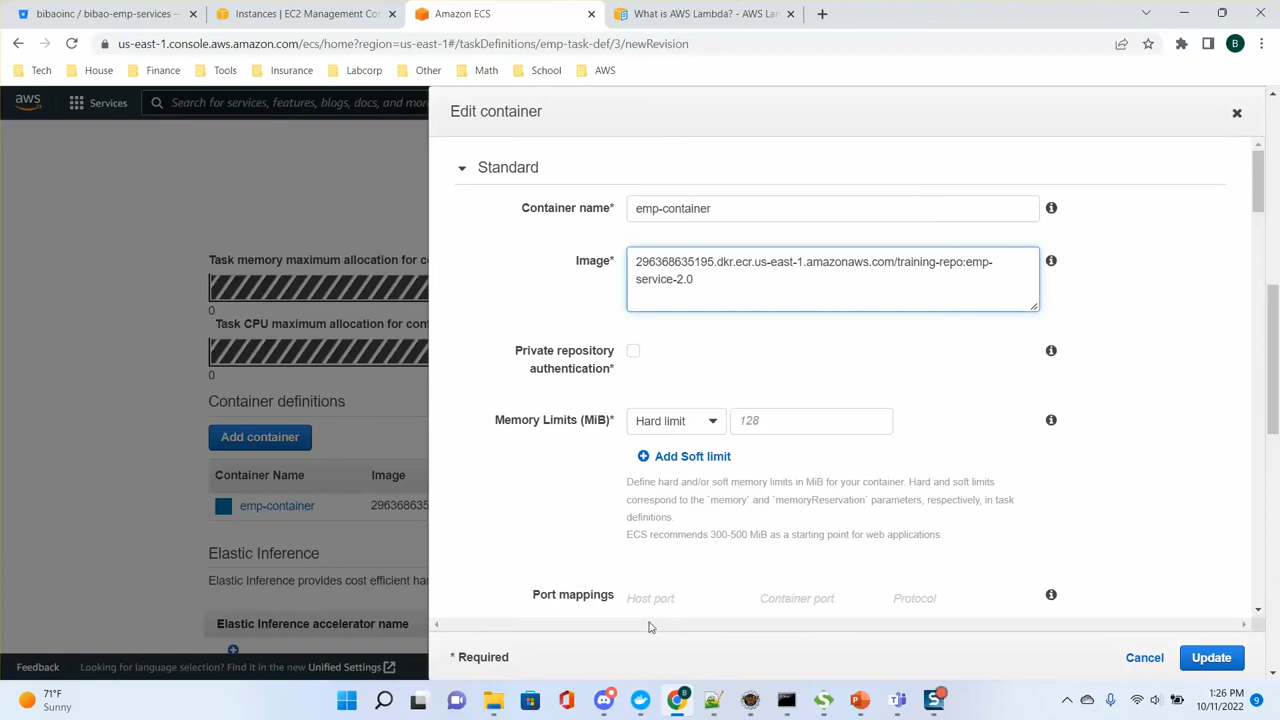 bibaoinc / bibao-emp-services -
Instances | EC2 Management Co
Amazon ECS
What is AWS Lambda? - AWS Lam
us-east-1.console.aws.amazon.com/ecs/home?region=us-east-1#/taskDefinitions/emp-task-def/3/newRevision
B
Tech
House
Finance
Tools
Insurance
Labcorp
Other
Math
School
AWS
aws
Services
Search for services, features, blogs, docs, and mor
Edit container
Standard
Container name*
emp-container
Image*
296368635195.dkr.ecr.us-east-1.amazonaws.com/training-repo:emp-
service-2.0
Private repository
authentication*
Memory Limits (MiB)*
Hard limit
128
Add Soft limit
Define hard and/or soft memory limits in MiB for your container. Hard and soft limits
correspond to the `memory` and `memoryReservation` parameters, respectively, in task
definitions.
ECS recommends 300-500 MiB as a starting point for web applications.
Port mappings
Host port
Container port
Protocol
* Required
Cancel
Update
Task memory maximum allocation for co
0
Task CPU maximum allocation for con
0
Container definitions
Add container
Container Name
Image
emp-container
296368635
Elastic Inference
Elastic Inference provides cost efficient har
Elastic Inference accelerator name
Feedback
Looking for language selection? Find it in the new Unified Settings
71°F
Sunny
1:26 PM
10/11/2022
9